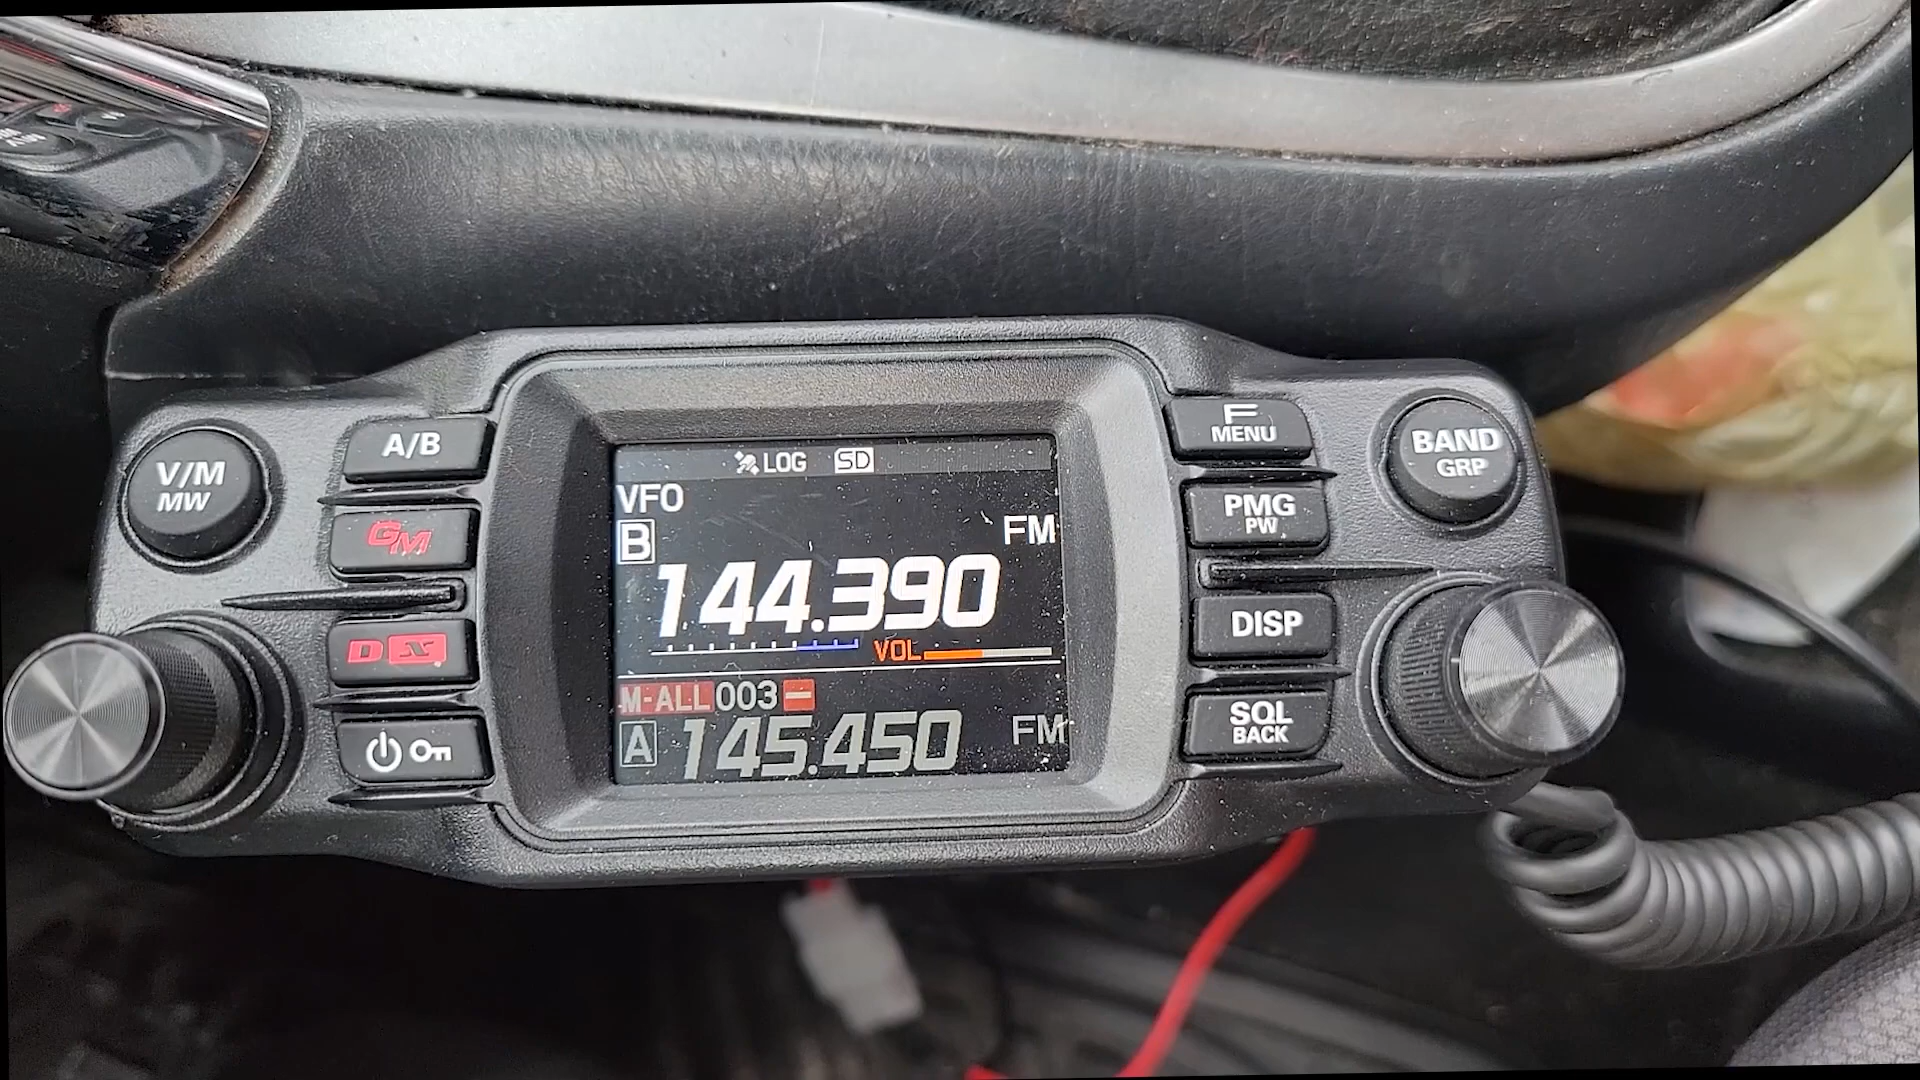 V/M
MW
A/B
GM
DX
LOG SD
VFO
B
FM
144.390
VOL
M-ALL 003 −
A 145.450 FM
F
MENU
PMG
PW
DISP
SQL
BACK
BAND
GRP